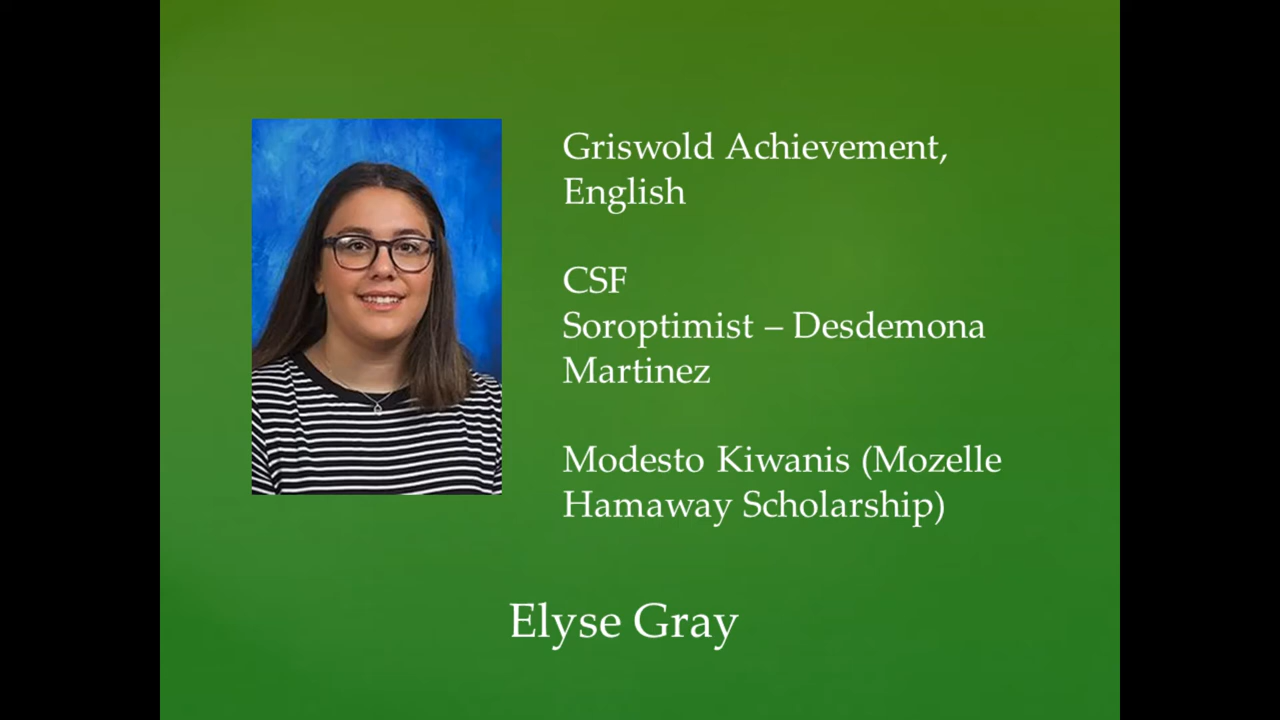 Griswold Achievement,
English
CSF
Soroptimist – Desdemona
Martinez
Modesto Kiwanis (Mozelle
Hamaway Scholarship)
Elyse Gray